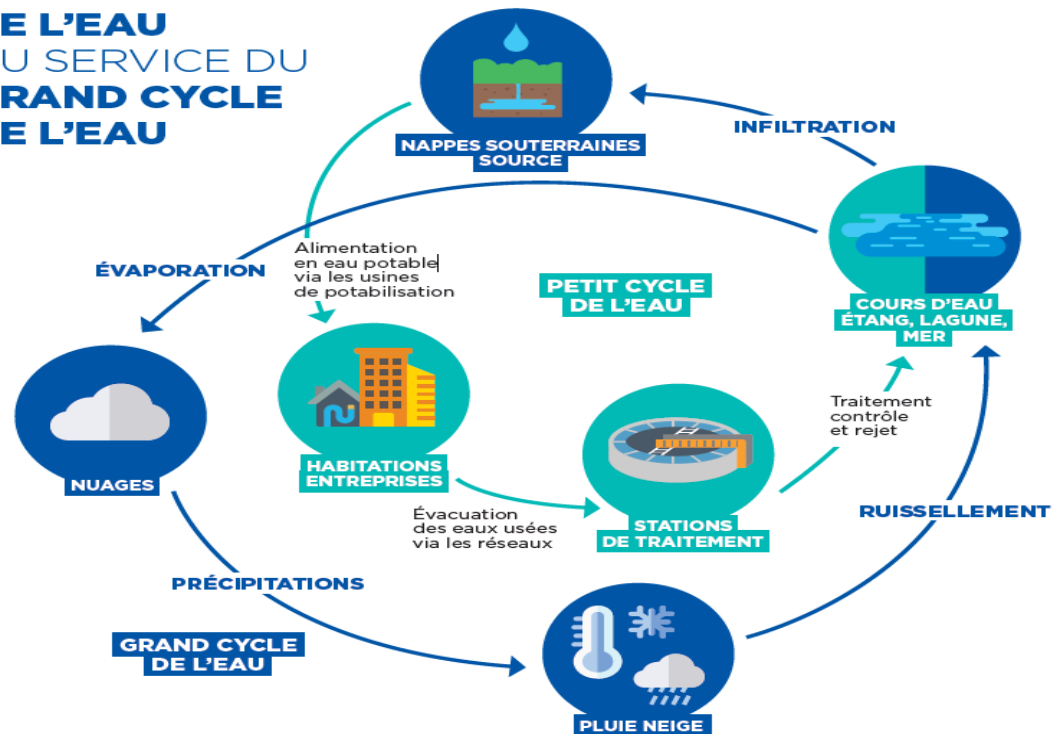 E L'EAU
U SERVICE DU
RAND CYCLE
E L'EAU
NAPPES SOUTERRAINES
SOURCE
INFILTRATION
ÉVAPORATION
Alimentation
en eau potable
via les usines
de potabilisation
PETIT CYCLE
DE L'EAU
COURS D'EAU
ÉTANG, LAGUNE,
MER
NUAGES
HABITATIONS
ENTREPRISES
Traitement
contrôle
et rejet
Évacuation
des eaux usées
via les réseaux
STATIONS
DE TRAITEMENT
RUISSELLEMENT
PRÉCIPITATIONS
GRAND CYCLE
DE L'EAU
PLUIE NEIGE